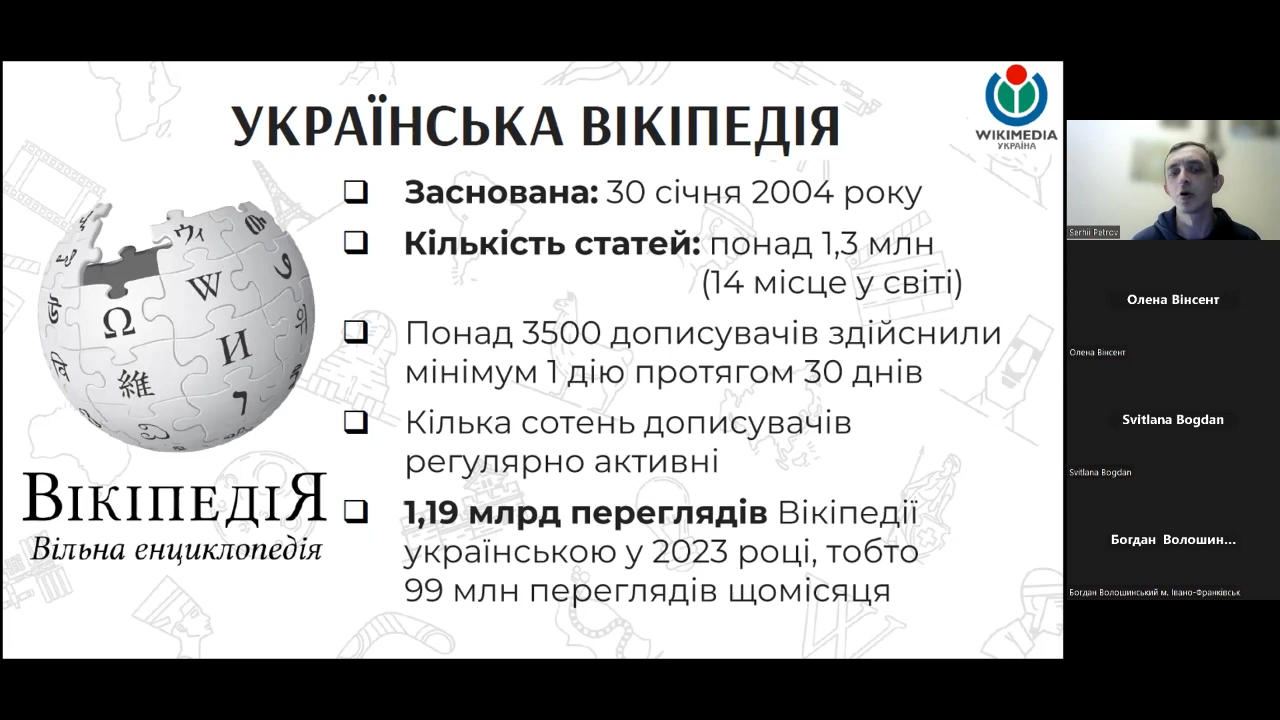 УКРАЇНСЬКА ВІКІПЕДІЯ
WIKIMEDIA
УКРАЇНА
❑ Заснована: 30 січня 2004 року
❑ Кількість статей: понад 1,3 млн
(14 місце у світі)
❑ Понад 3500 дописувачів здійснили
мінімум 1 дію протягом 30 днів
❑ Кілька сотень дописувачів
регулярно активні
❑ 1,19 млрд переглядів Вікіпедії
українською у 2023 році, тобто
99 млн переглядів щомісяця
Ω
W
И
維
7
ВікіпедіЯ
Вільна енциклопедія
Serhii Petrov
Олена Вінсент
Олена Вінсент
Svitlana Bogdan
Svitlana Bogdan
Богдан Волошин...
Богдан Волошинський м. Івано-Франківськ